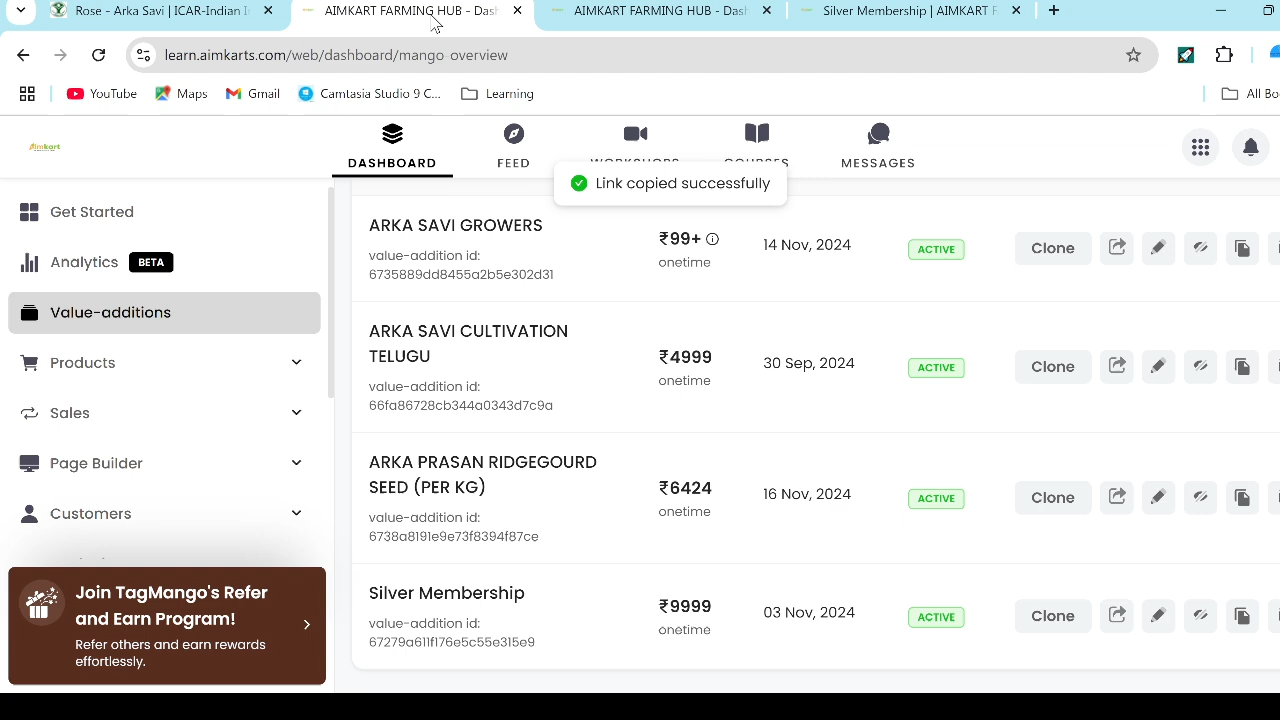 Rose - Arka Savi | ICAR-Indian I
AIMKART FARMING HUB - Das
AIMKART FARMING HUB - Das
Silver Membership | AIMKART F
learn.aimkarts.com/web/dashboard/mango-overview
YouTube
Maps
Gmail
Camtasia Studio 9 C...
Learning
All Bo
Aimkart
DASHBOARD
FEED
WORKSHOPS
COURSES
MESSAGES
Link copied successfully
Get Started
Analytics BETA
Value-additions
Products
Sales
Page Builder
Customers
Join TagMango's Refer
and Earn Program!
Refer others and earn rewards
effortlessly.
ARKA SAVI GROWERS
value-addition id:
6735889dd8455a2b5e302d31
₹99+
onetime
14 Nov, 2024
ACTIVE
Clone
ARKA SAVI CULTIVATION
TELUGU
value-addition id:
66fa86728cb344a0343d7c9a
₹4999
onetime
30 Sep, 2024
ACTIVE
Clone
ARKA PRASAN RIDGEGOURD
SEED (PER KG)
value-addition id:
6738a8191e9e73f8394f87ce
₹6424
onetime
16 Nov, 2024
ACTIVE
Clone
Silver Membership
value-addition id:
67279a611f176e5c55e315e9
₹9999
onetime
03 Nov, 2024
ACTIVE
Clone